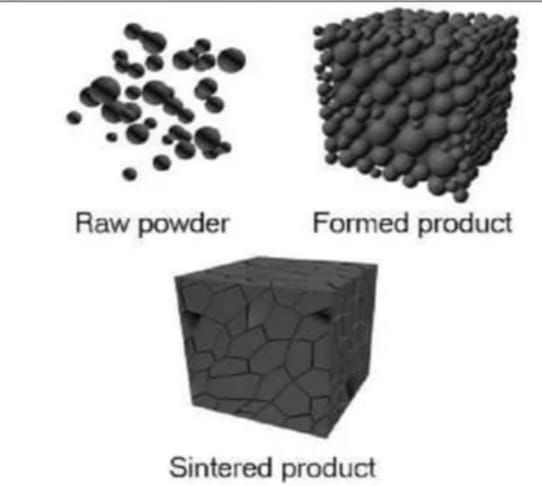 Raw powder
Formed product
Sintered product